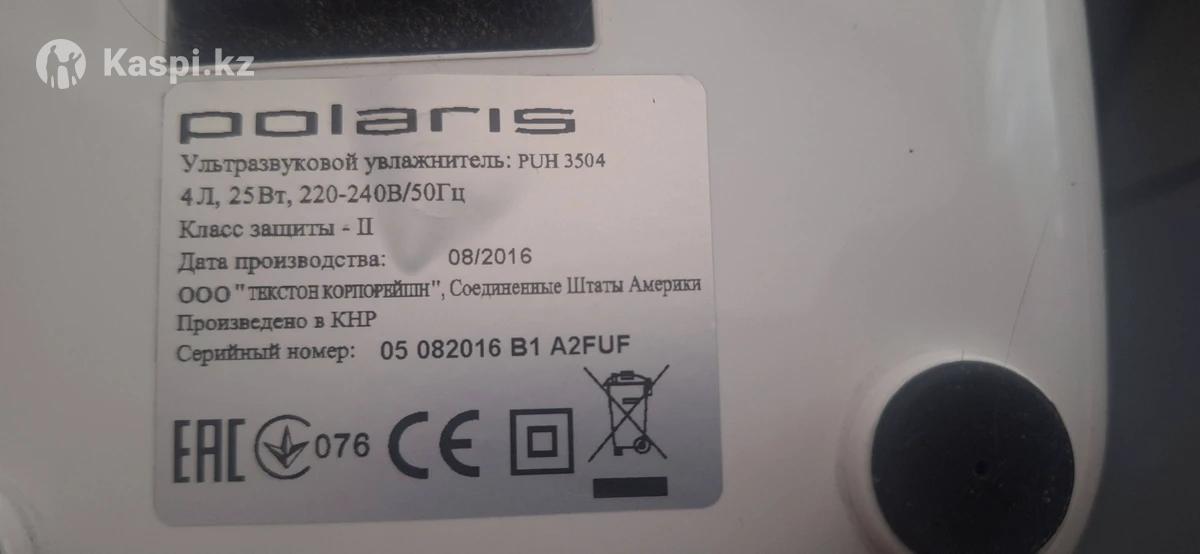 Kaspi.kz
polaris
Ультразвуковой увлажнитель: PUH 3504
4 Л, 25 Вт, 220-240В/50Гц
Класс защиты - II
Дата производства: 08/2016
ООО "ТЕКСТОН КОРПОРЕЙШН", Соединенные Штаты Америки
Произведено в КНР
Серийный номер: 05 082016 B1 A2FUF
EAC 076 CE